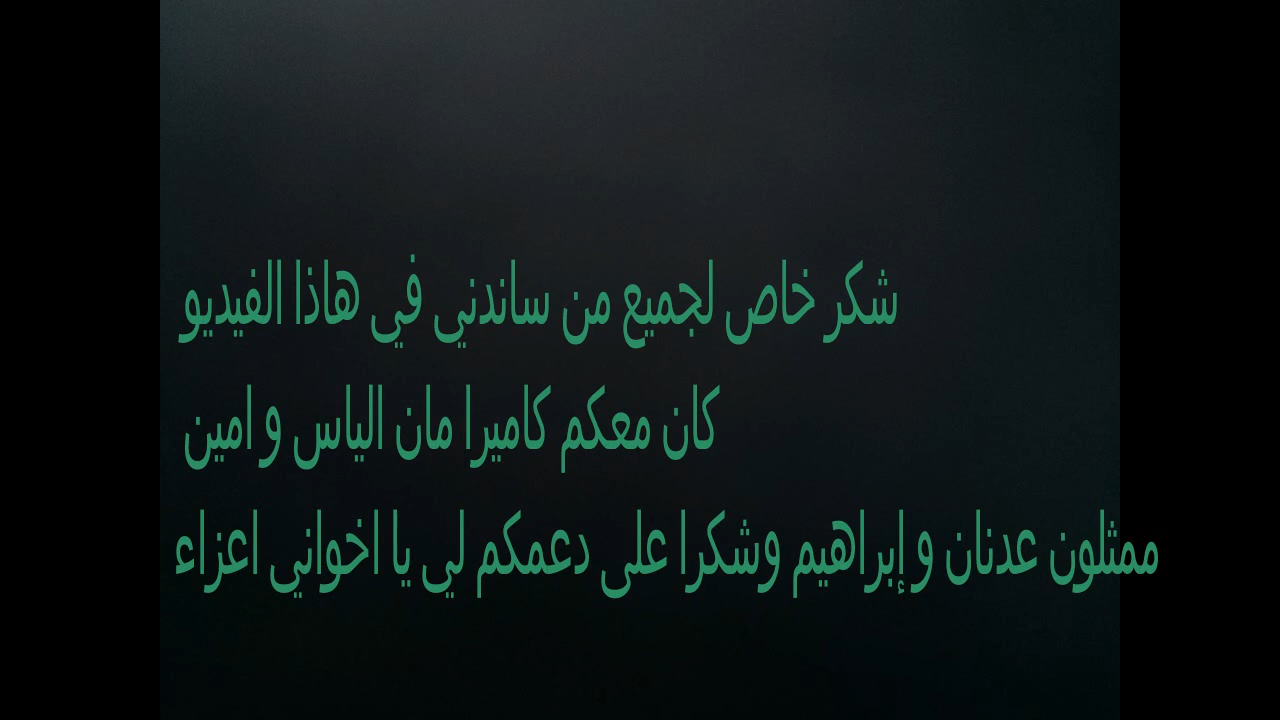 شكر خاص لجميع من ساندني في هاذا الفيديو
كان معكم كاميرا مان الياس و امين
ممثلون عدنان و إبراهيم وشكرا على دعمكم لي يا اخواني اعزاء